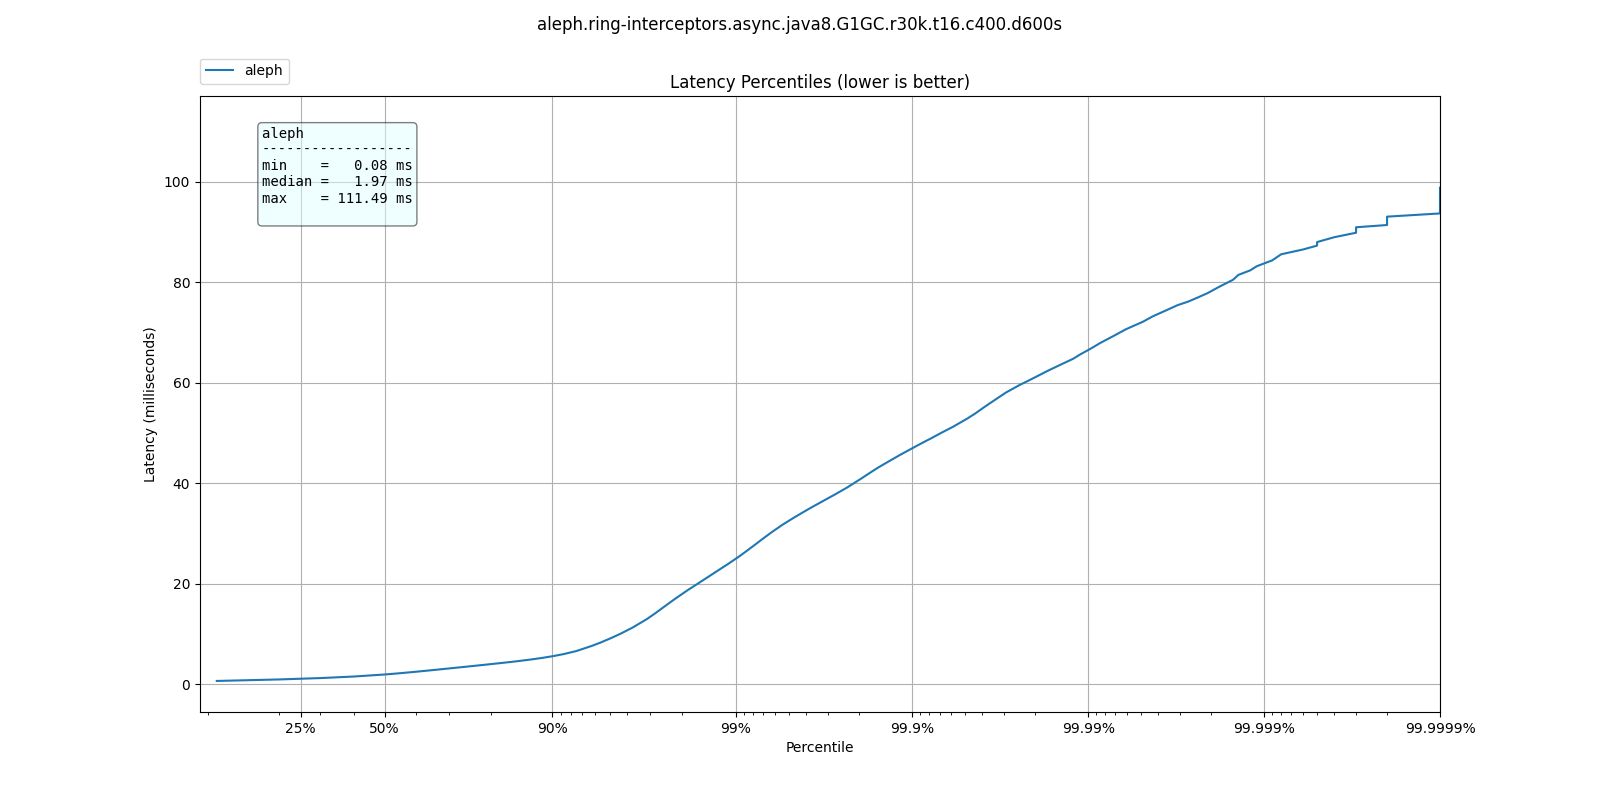 aleph.ring-interceptors.async.java8.G1GC.r30k.t16.c400.d600s
aleph
Latency Percentiles (lower is better)
aleph
------------------
min    =   0.08 ms
median =   1.97 ms
max    = 111.49 ms
100
80
60
40
20
0
Latency (milliseconds)
25% 50% 90% 99% 99.9% 99.99% 99.999% 99.9999%
Percentile